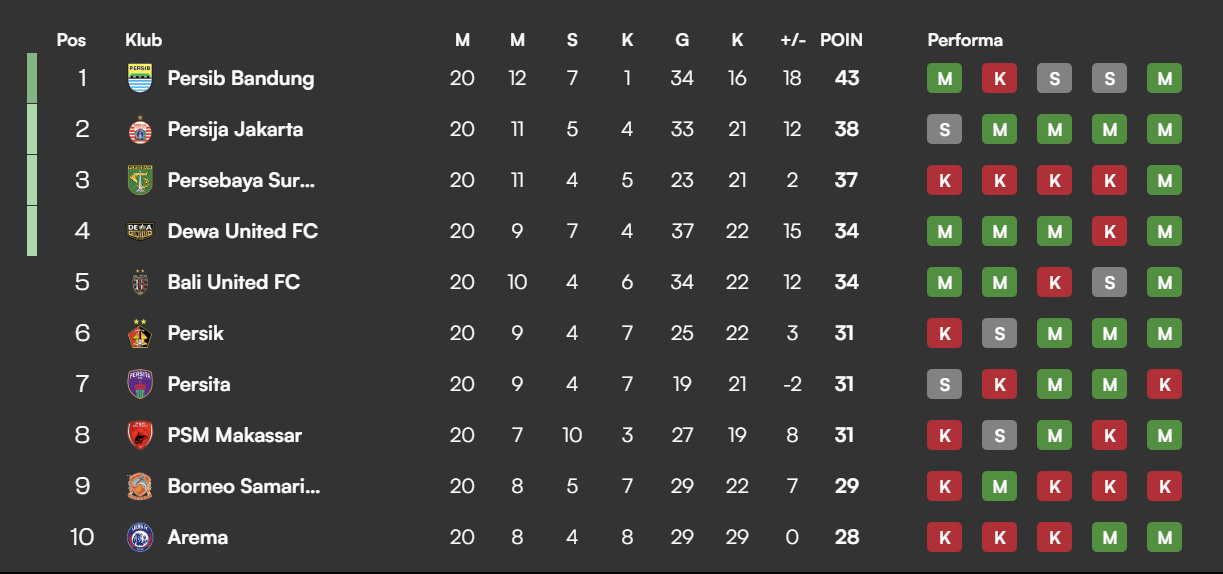 Pos Klub M M S K G K +/- POIN Performa
1 Persib Bandung 20 12 7 1 34 16 18 43 M K S S M
2 Persija Jakarta 20 11 5 4 33 21 12 38 S M M M M
3 Persebaya Sur... 20 11 4 5 23 21 2 37 K K K K M
4 Dewa United FC 20 9 7 4 37 22 15 34 M M M K M
5 Bali United FC 20 10 4 6 34 22 12 34 M M K S M
6 Persik 20 9 4 7 25 22 3 31 K S M M M
7 Persita 20 9 4 7 19 21 -2 31 S K M M K
8 PSM Makassar 20 7 10 3 27 19 8 31 K S M K M
9 Borneo Samari... 20 8 5 7 29 22 7 29 K M K K K
10 Arema 20 8 4 8 29 29 0 28 K K K M M